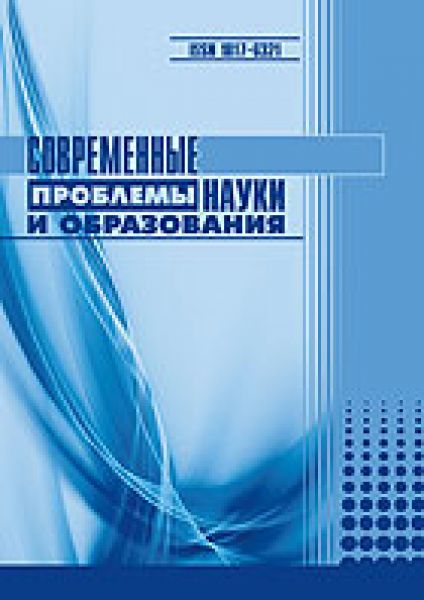 ISSN 1817-6321
СОВРЕМЕННЫЕ
ПРОБЛЕМЫ НАУКИ
И ОБРАЗОВАНИЯ